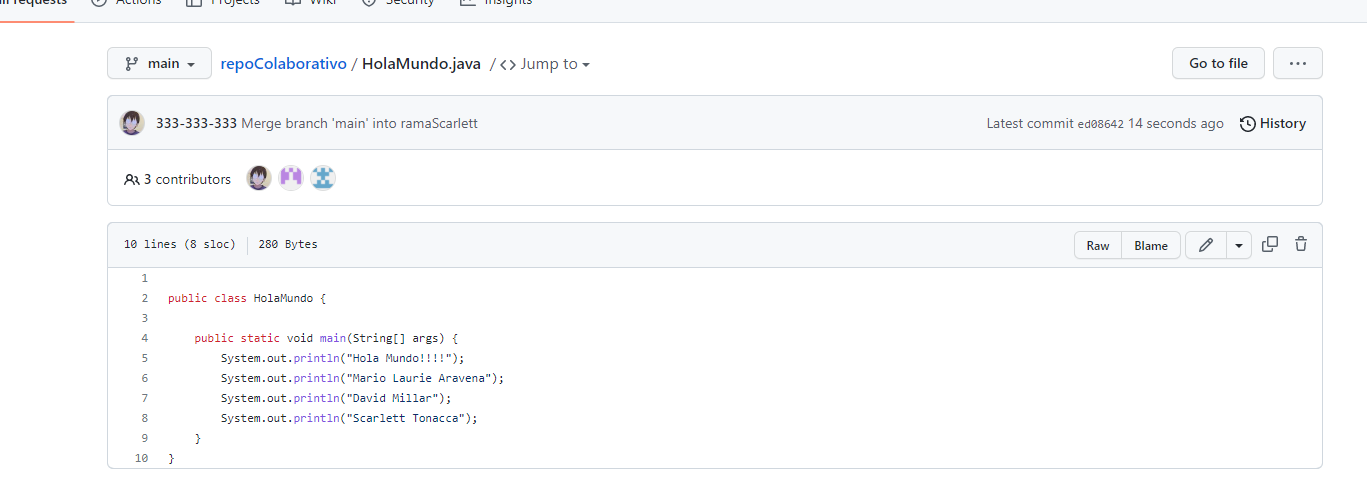 requests Actions Projects Wiki Security Insights
main repoColaborativo / HolaMundo.java / <> Jump to Go to file ...
333-333-333 Merge branch 'main' into ramaScarlett Latest commit ed08642 14 seconds ago History
3 contributors
10 lines (8 sloc) 280 Bytes Raw Blame
1
2 public class HolaMundo {
3
4 public static void main(String[] args) {
5 System.out.println("Hola Mundo!!!!");
6 System.out.println("Mario Laurie Aravena");
7 System.out.println("David Millar");
8 System.out.println("Scarlett Tonacca");
9 }
10 }